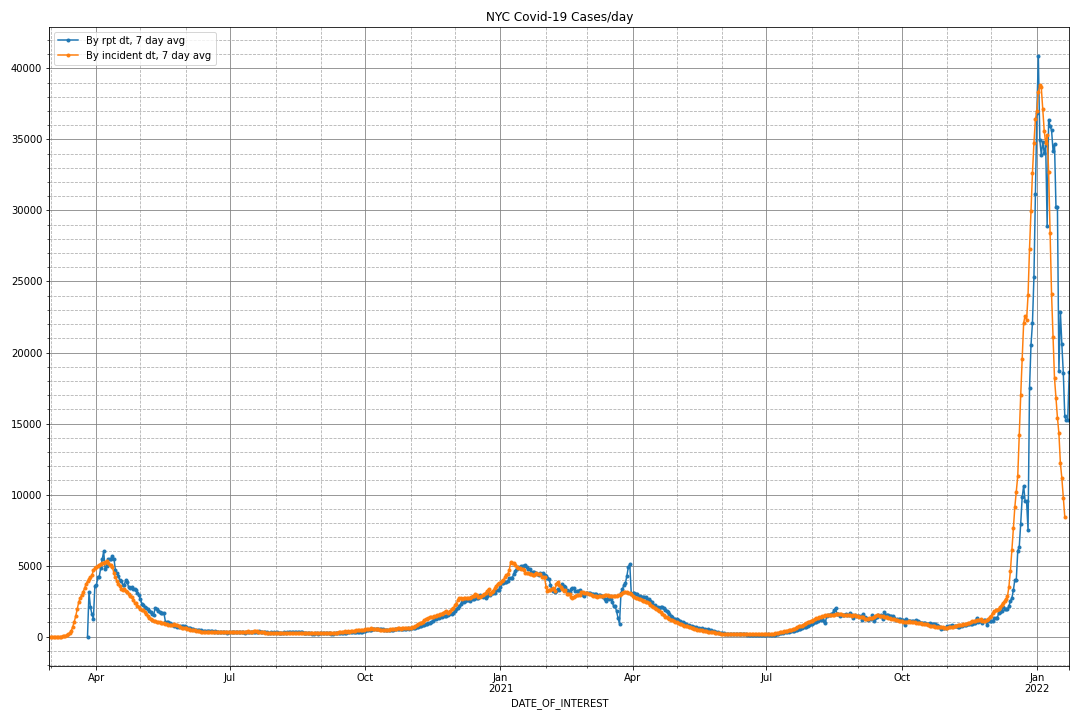 NYC Covid-19 Cases/day
By rpt dt, 7 day avg
By incident dt, 7 day avg
40000
35000
30000
25000
20000
15000
10000
5000
0
Apr Jul Oct Jan Apr Jul Oct Jan
2021 2022
DATE_OF_INTEREST